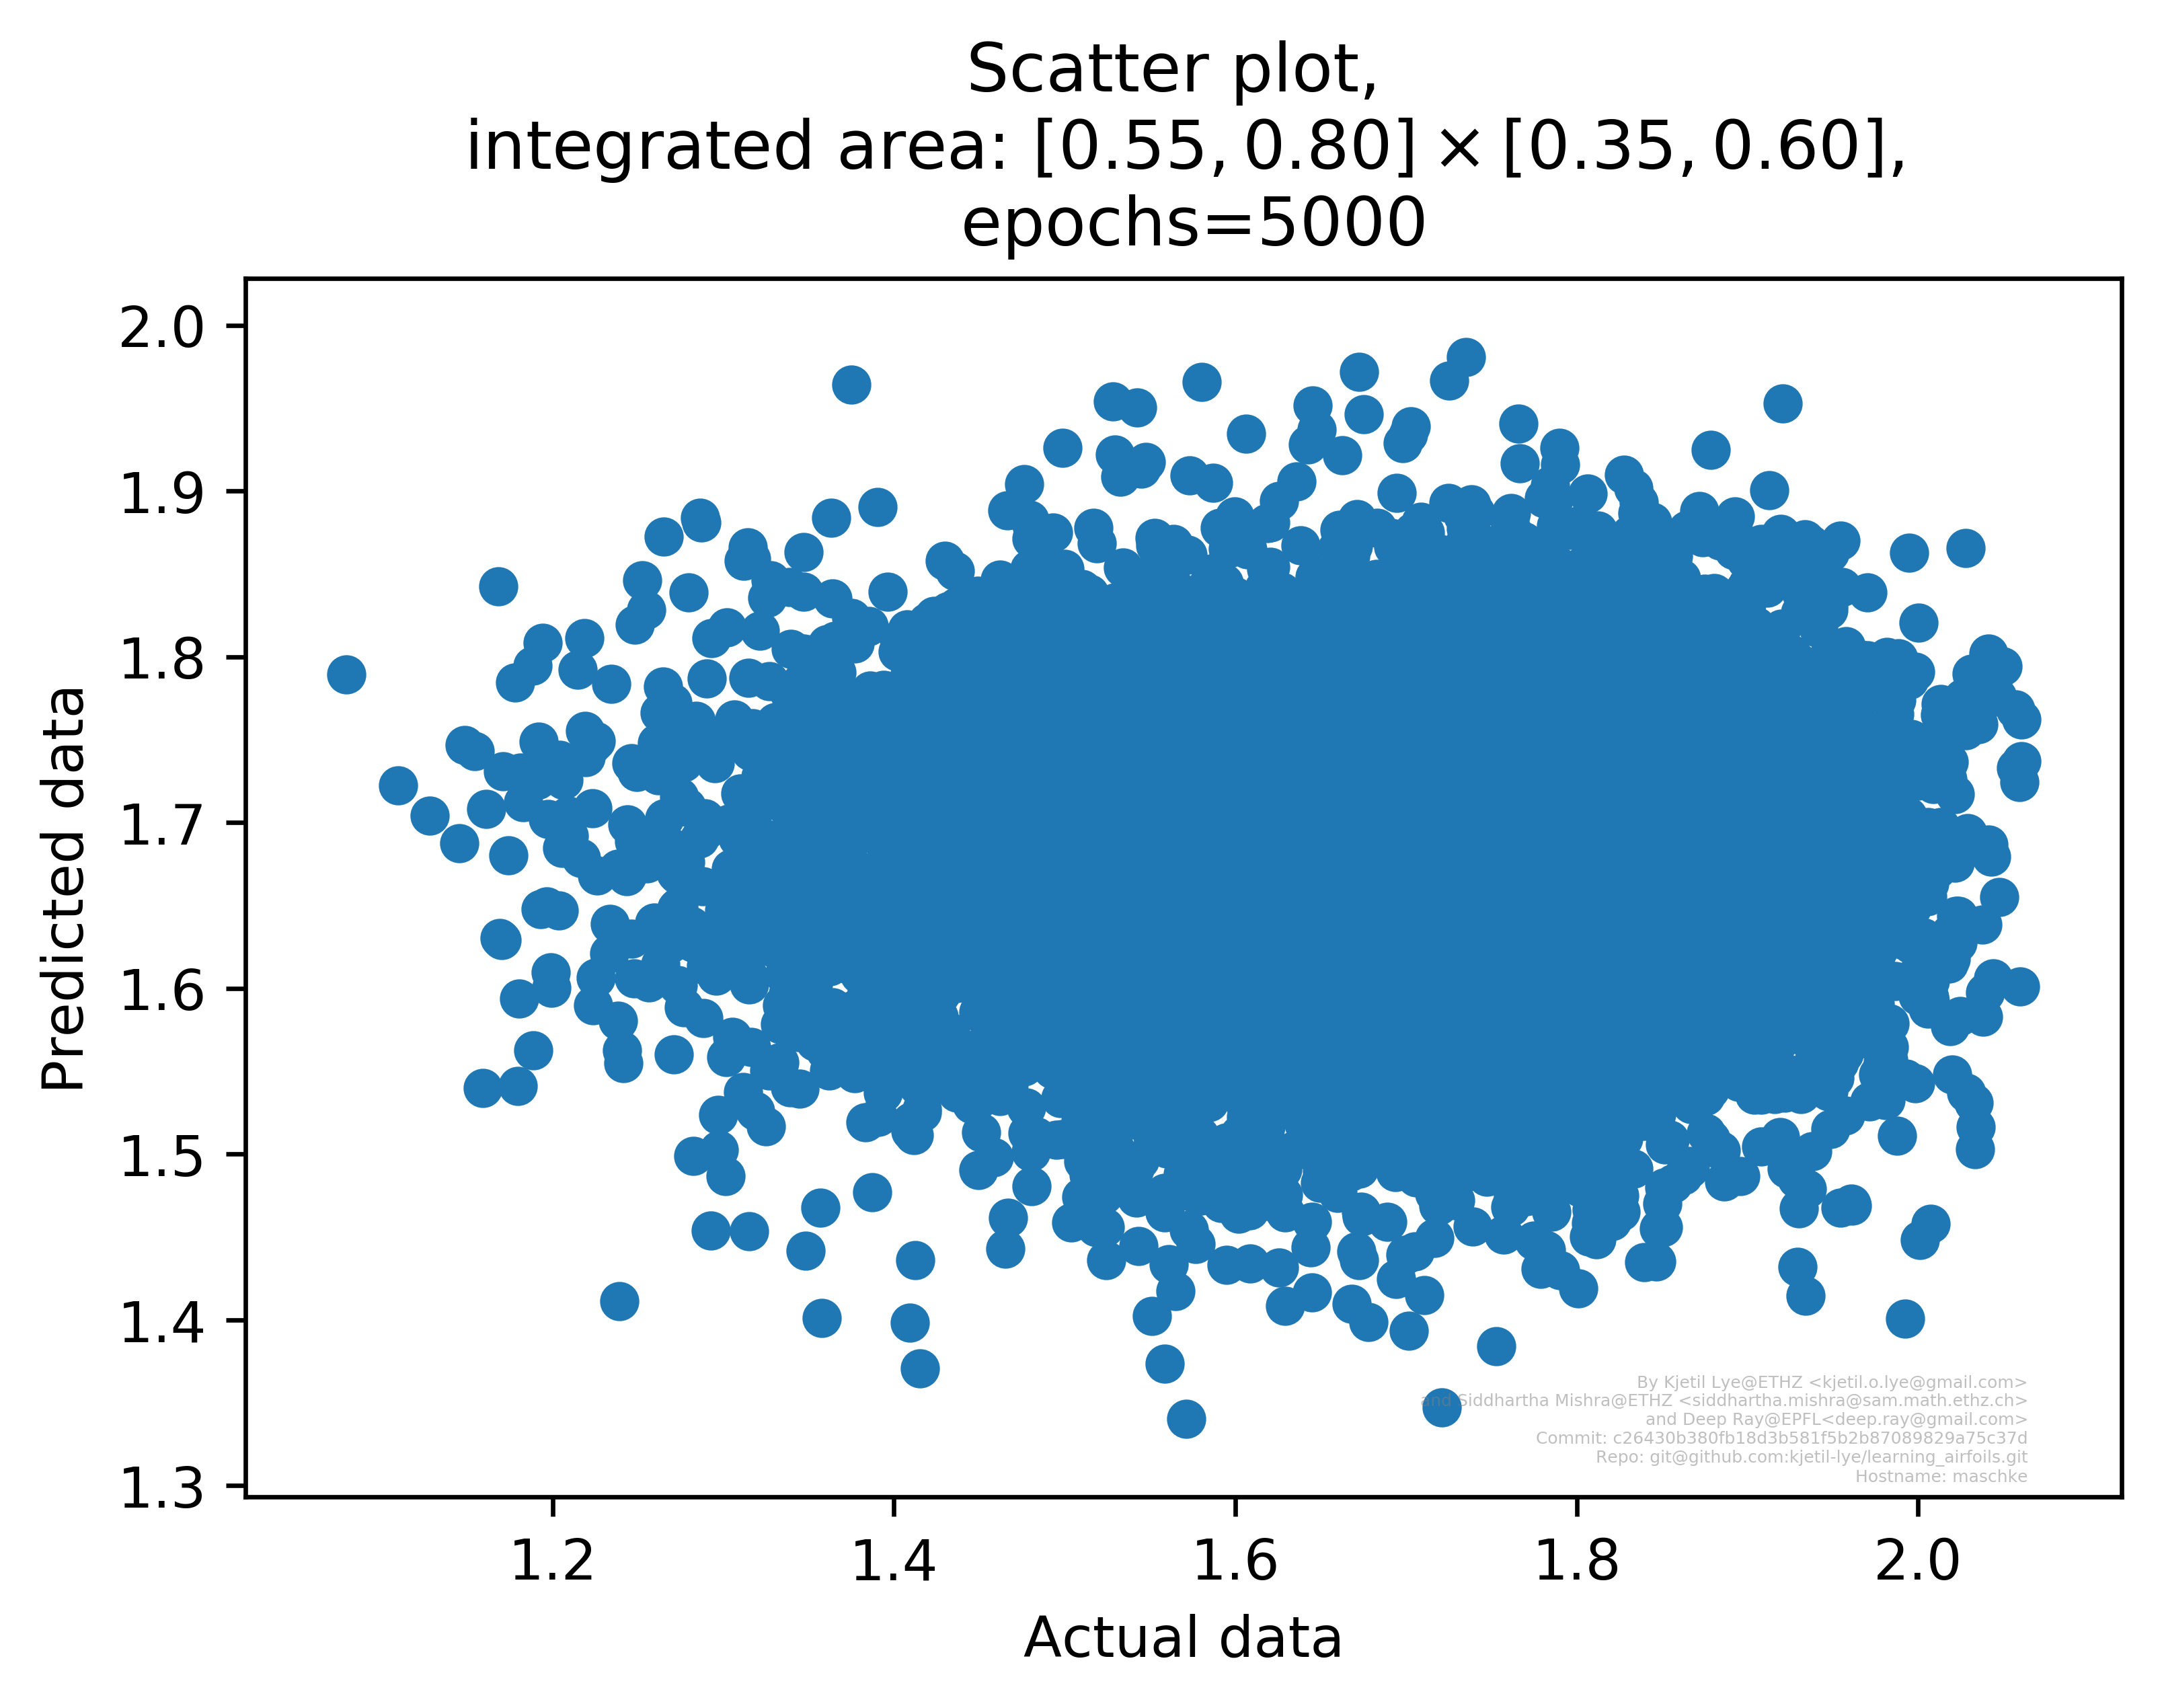 Scatter plot,
integrated area: [0.55, 0.80] × [0.35, 0.60],
epochs=5000
2.0
1.9
1.8
1.7
1.6
1.5
1.4
1.3
Predicted data
1.2
1.4
1.6
1.8
2.0
Actual data
By Kjetil Lye@ETHZ <kjetil.o.lye@gmail.com>
and Siddhartha Mishra@ETHZ <siddhartha.mishra@sam.math.ethz.ch>
and Deep Ray@EPFL<deep.ray@gmail.com>
Commit: c26430b380fb18d3b581f5b2b87089829a75c37d
Repo: git@github.com:kjetil-lye/learning_airfoils.git
Hostname: maschke